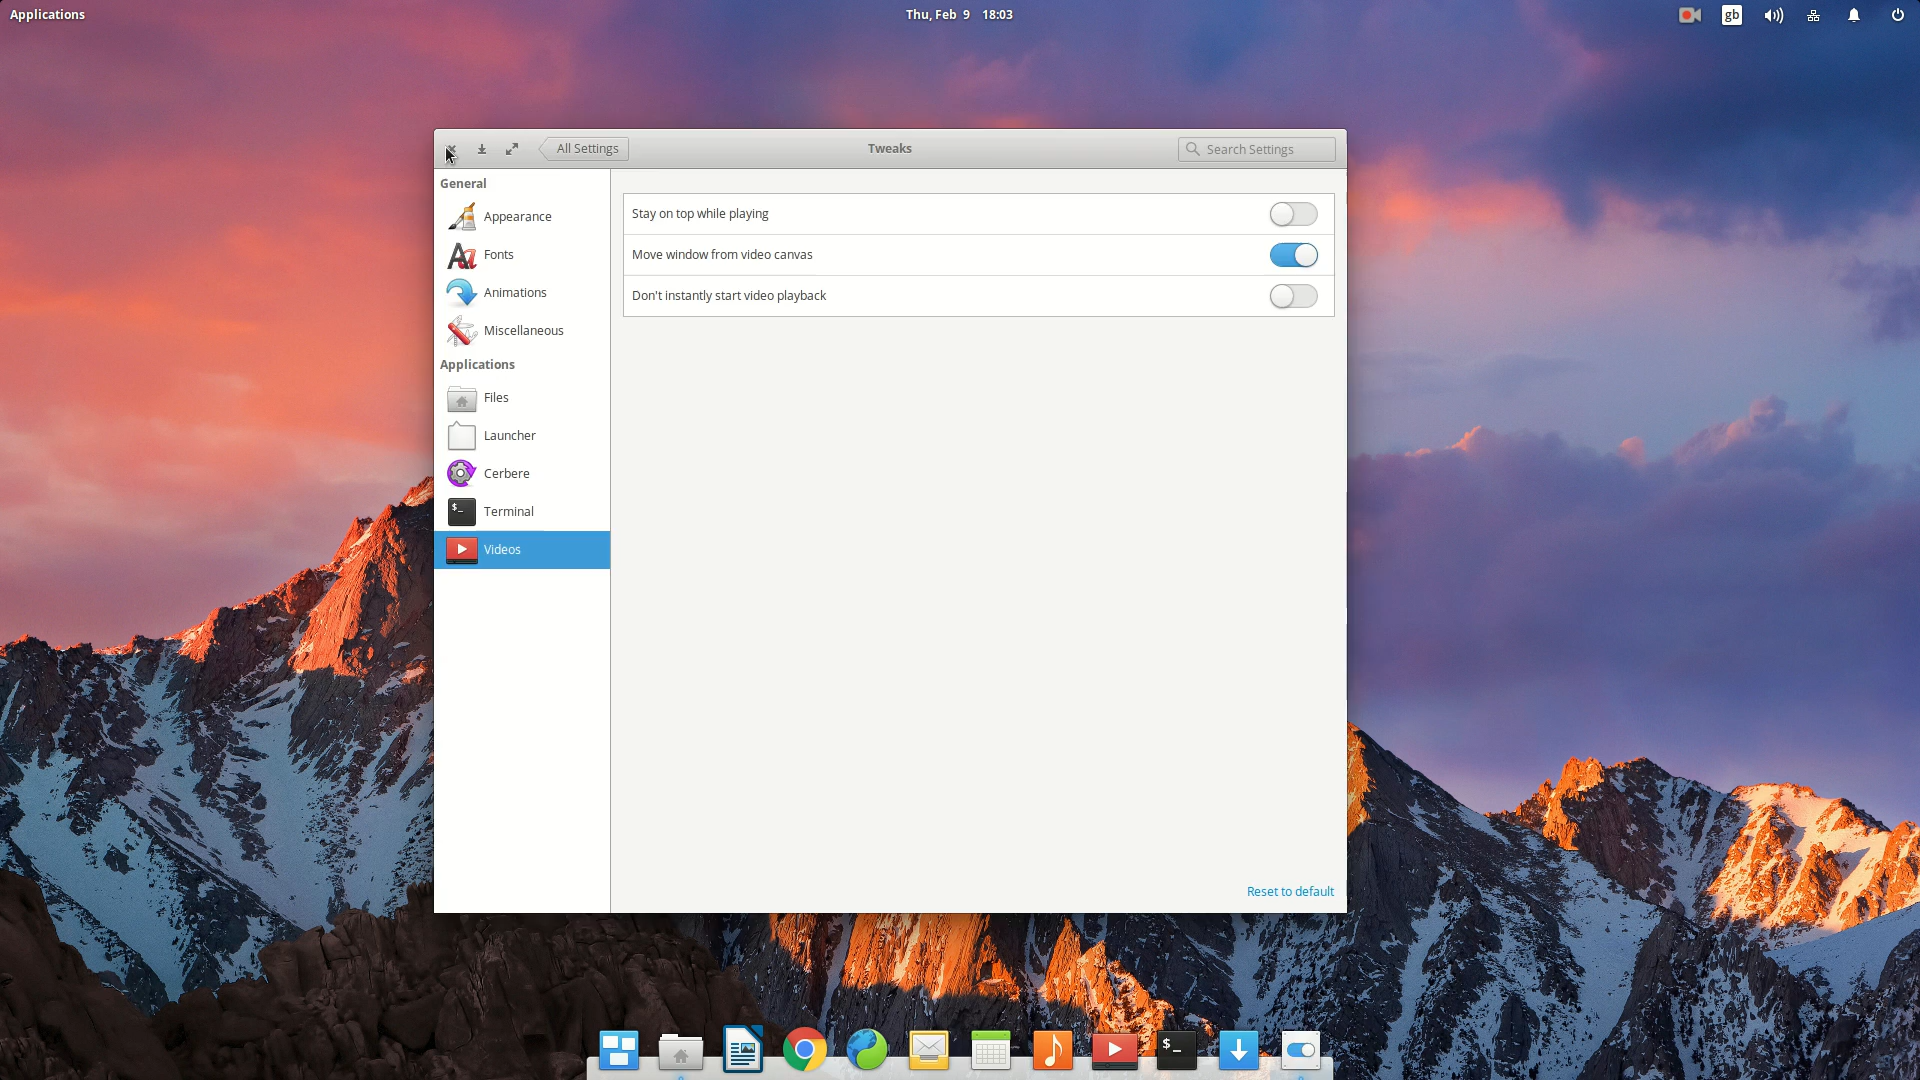 Applications
Thu, Feb 9 18:03
gb
All Settings
Tweaks
Search Settings
General
Appearance
Fonts
Animations
Miscellaneous
Applications
Files
Launcher
Cerbere
$_
Terminal
Videos
Stay on top while playing
Move window from video canvas
Don't instantly start video playback
Reset to default
$_